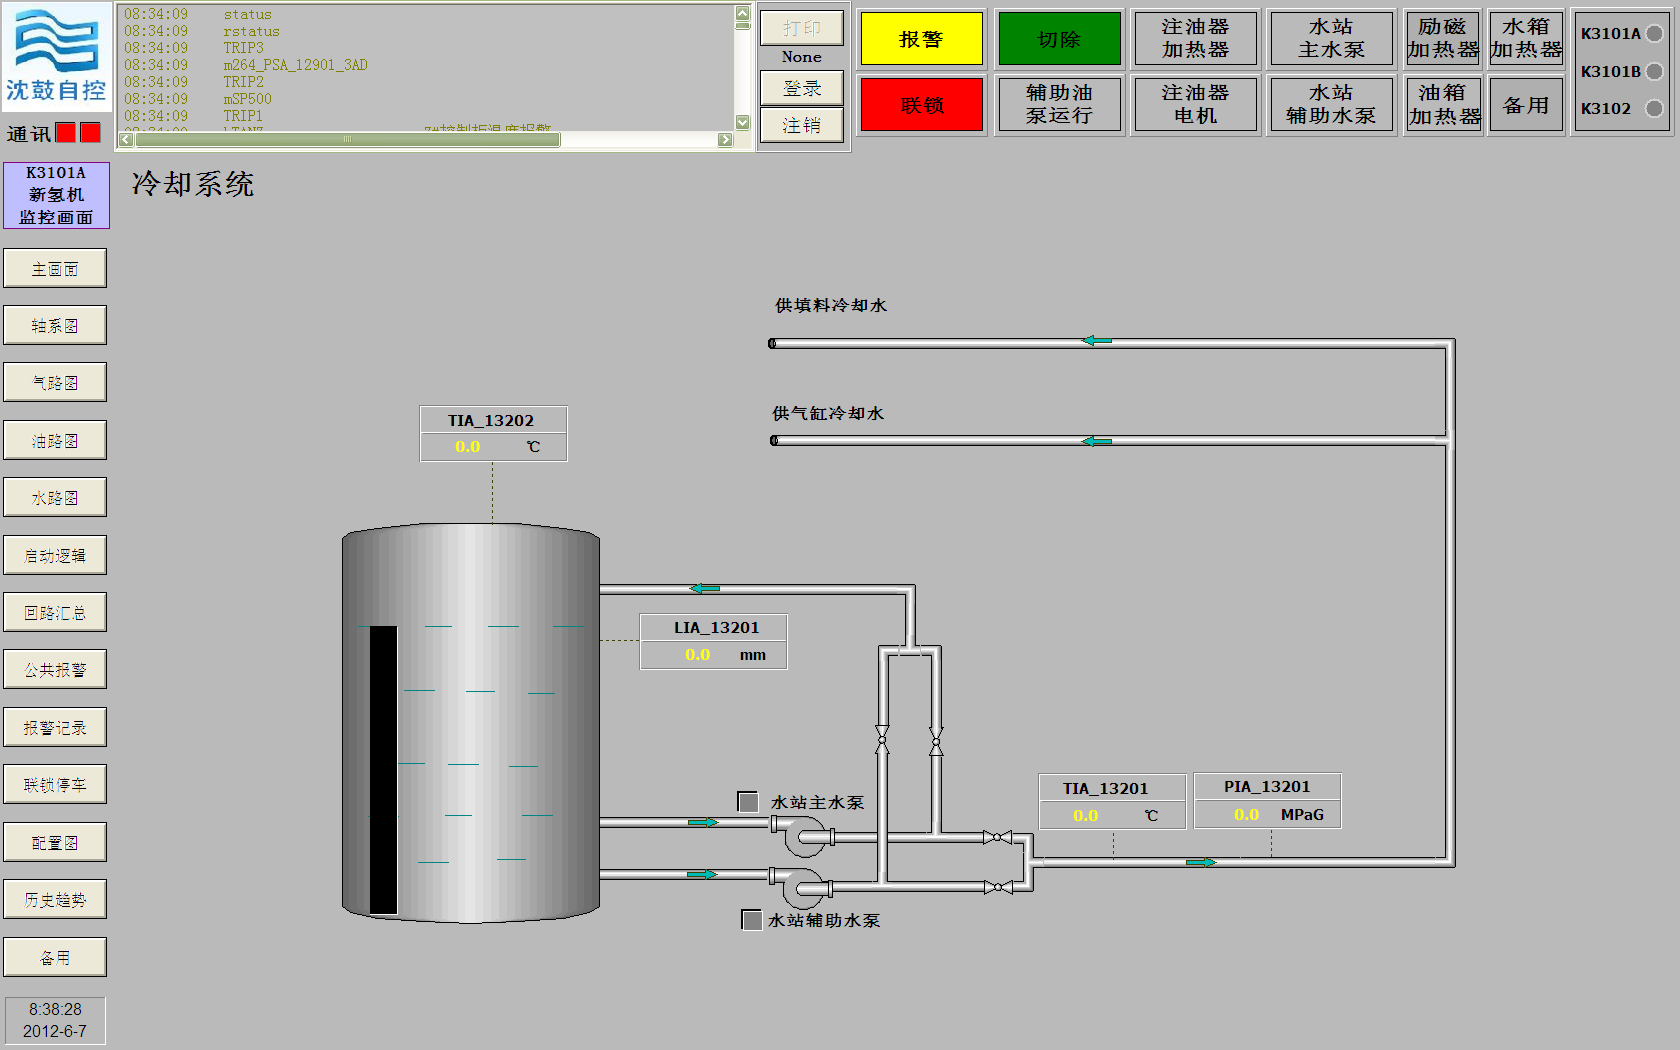 08:34:09 status
08:34:09 rstatus
08:34:09 TRIP3
08:34:09 m264_PSA_12901_3AD
08:34:09 TRIP2
08:34:09 mSP500
08:34:09 TRIP1
沈鼓自控
通讯
打印
None
登录
注销
报警
切除
注油器
加热器
水站
主水泵
励磁
加热器
水箱
加热器
联锁
辅助油
泵运行
注油器
电机
水站
辅助水泵
油箱
加热器
备用
K3101A
K3101B
K3102
K3101A
新氢机
监控画面
冷却系统
主画面
轴系图
气路图
油路图
水路图
启动逻辑
回路汇总
公共报警
报警记录
联锁停车
配置图
历史趋势
备用
8:38:28
2012-6-7
供填料冷却水
供气缸冷却水
TIA_13202
0.0 ℃
LIA_13201
0.0 mm
水站主水泵
水站辅助水泵
TIA_13201
0.0 ℃
PIA_13201
0.0 MPaG